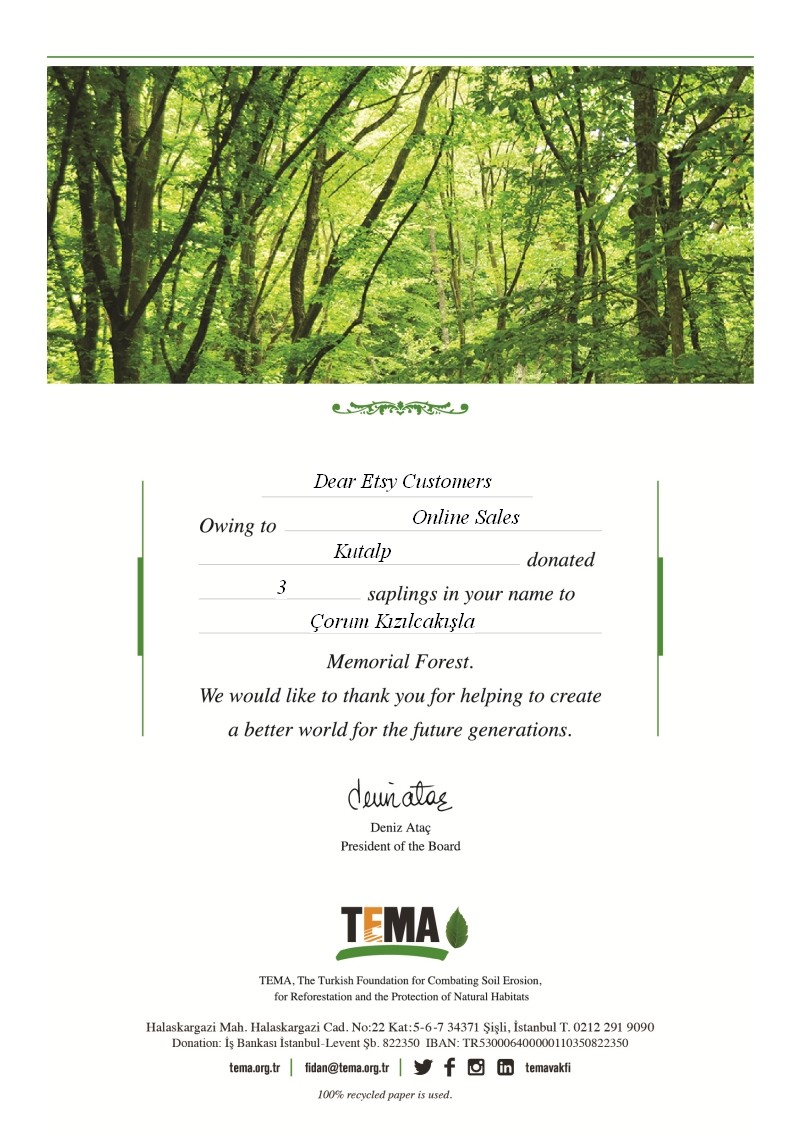 Dear Etsy Customers
Owing to Online Sales
Kutalp donated
3 saplings in your name to
Çorum Kızılcakışla
Memorial Forest.
We would like to thank you for helping to create
a better world for the future generations.
deniz ataç
Deniz Ataç
President of the Board
TEMA
TEMA, The Turkish Foundation for Combating Soil Erosion,
for Reforestation and the Protection of Natural Habitats
Halaskargazi Mah. Halaskargazi Cad. No:22 Kat:5-6-7 34371 Şişli, İstanbul T. 0212 291 9090
Donation: İş Bankası İstanbul-Levent Şb. 822350 IBAN: TR530006400000110350822350
tema.org.tr | fidan@tema.org.tr | temavakfi
100% recycled paper is used.